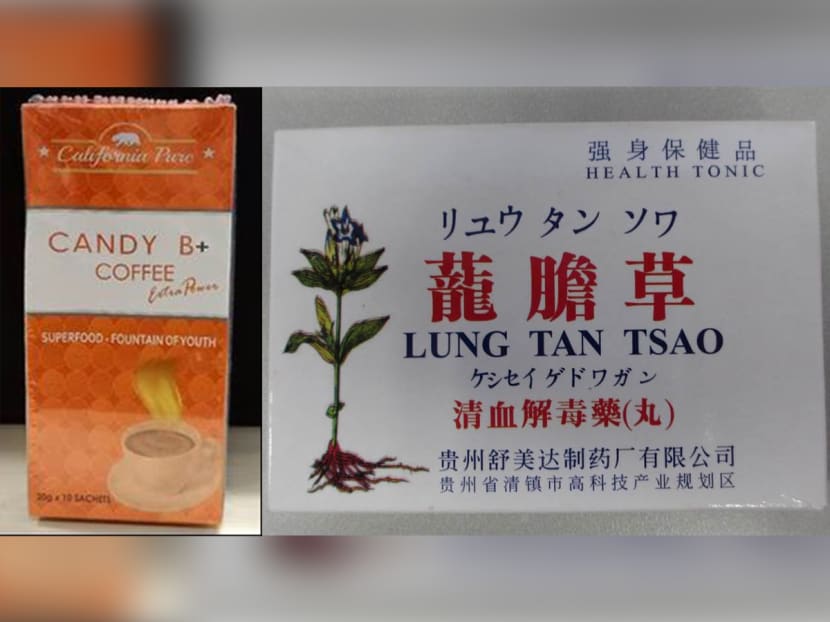 California Pure
CANDY B+
COFFEE
Extra Power
SUPERFOOD - FOUNTAIN OF YOUTH
20g x 10 SACHETS
强身保健品
HEALTH TONIC
リユウ タン ソワ
蘢膽草
LUNG TAN TSAO
ケシセイ ゲドワガン
清血解毒藥(丸)
贵州舒美达制药厂有限公司
贵州省清镇市高科技产业规划区